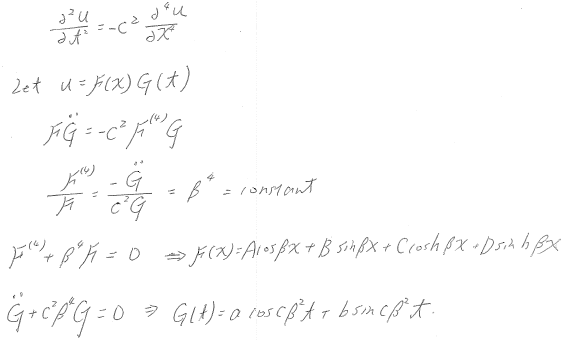 ∂²u/∂t² = -c² ∂⁴u/∂x⁴
Let u = F(x) G(t)
FG̈ = -c² F⁽⁴⁾G
F⁽⁴⁾/F = -G̈/c²G = β⁴ = constant
F⁽⁴⁾ + β⁴F = 0 ⇒ F(x) = A cos βx + B sin βx + C cosh βx + D sinh βx
G̈ + c²β⁴G = 0 ⇒ G(t) = a cos cβ²t + b sin cβ²t.